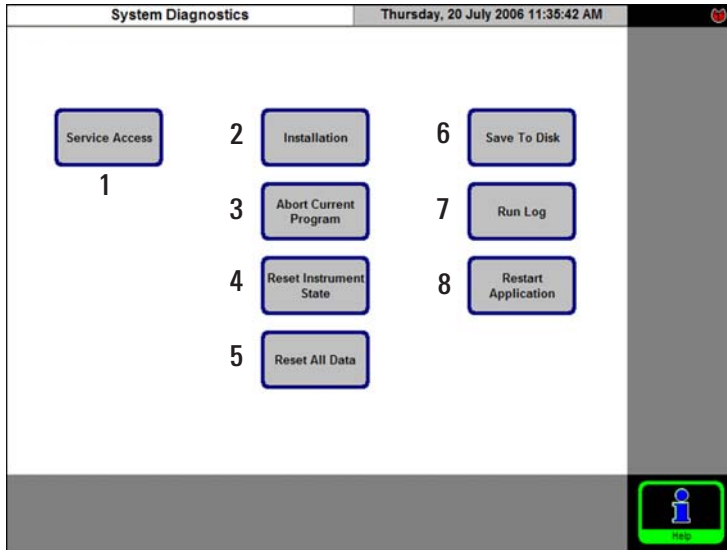 System Diagnostics
Thursday, 20 July 2006 11:35:42 AM
Service Access
1
2
Installation
3
Abort Current
Program
4
Reset Instrument
State
5
Reset All Data
6
Save To Disk
7
Run Log
8
Restart
Application
i
Help